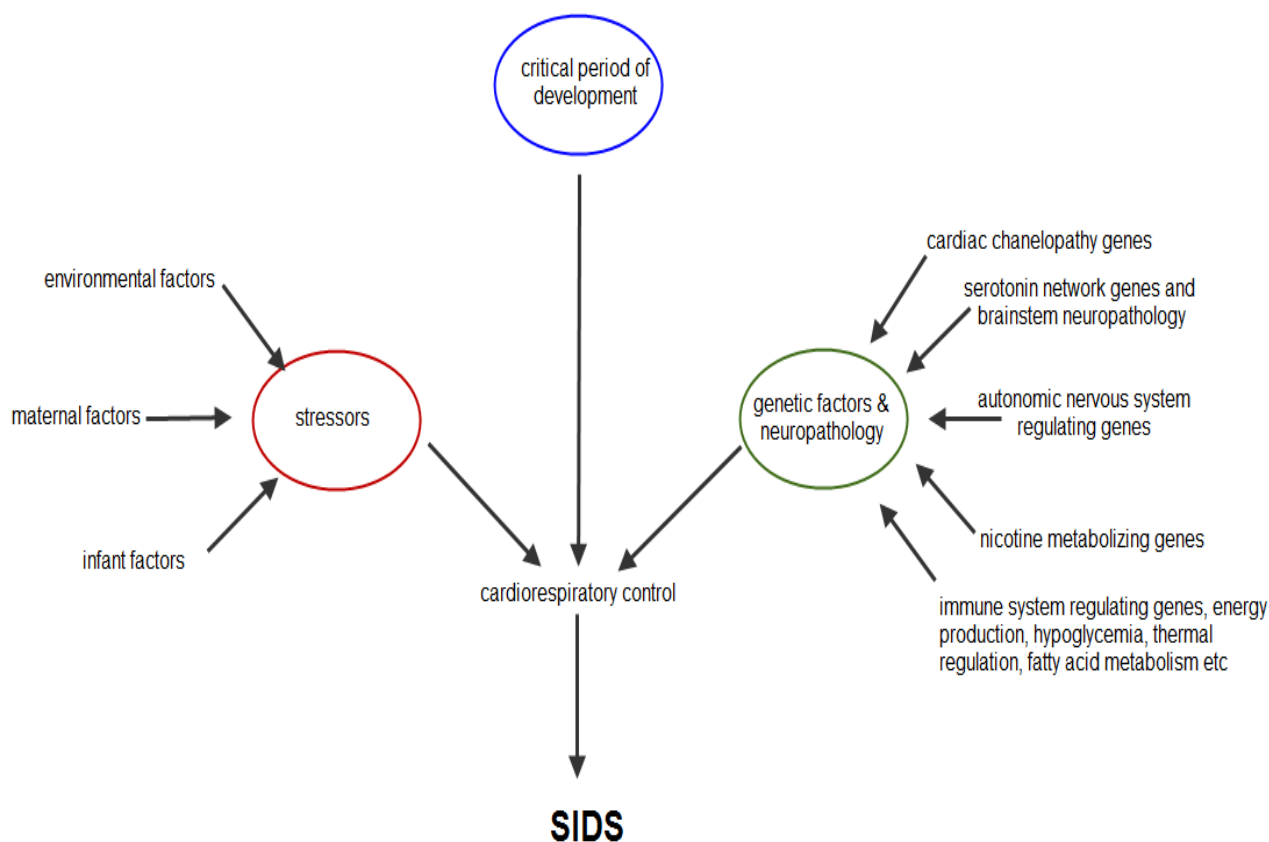 critical period of
development
cardiac chanelopathy genes
environmental factors
serotonin network genes and
brainstem neuropathology
maternal factors
stressors
genetic factors &
neuropathology
autonomic nervous system
regulating genes
infant factors
nicotine metabolizing genes
cardiorespiratory control
immune system regulating genes, energy
production, hypoglycemia, thermal
regulation, fatty acid metabolism etc
SIDS